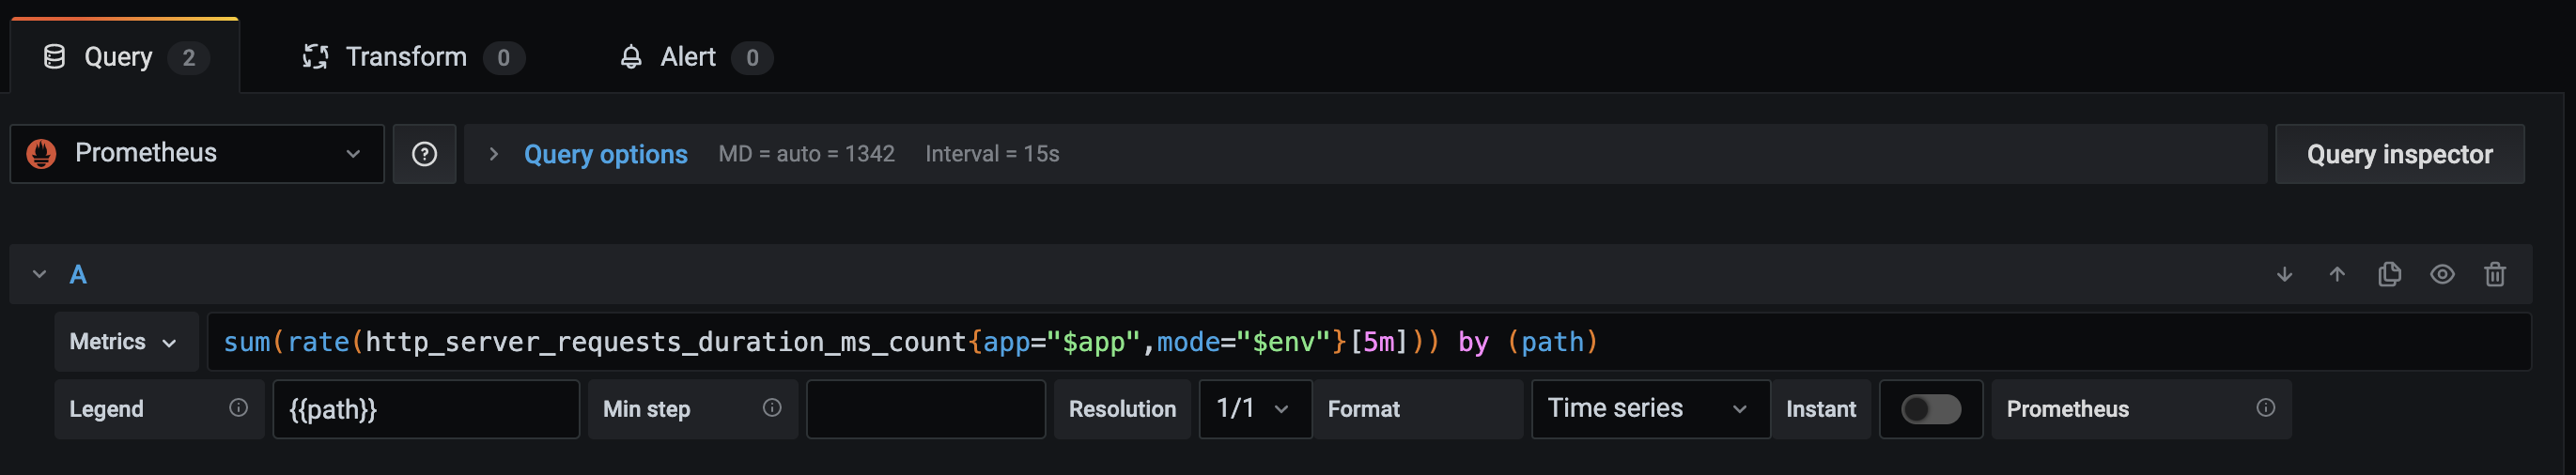 Query 2 Transform 0 Alert 0
Prometheus Query options MD = auto = 1342 Interval = 15s Query inspector
A
Metrics sum(rate(http_server_requests_duration_ms_count{app="$app",mode="$env"}[5m])) by (path)
Legend {{path}} Min step Resolution 1/1 Format Time series Instant Prometheus